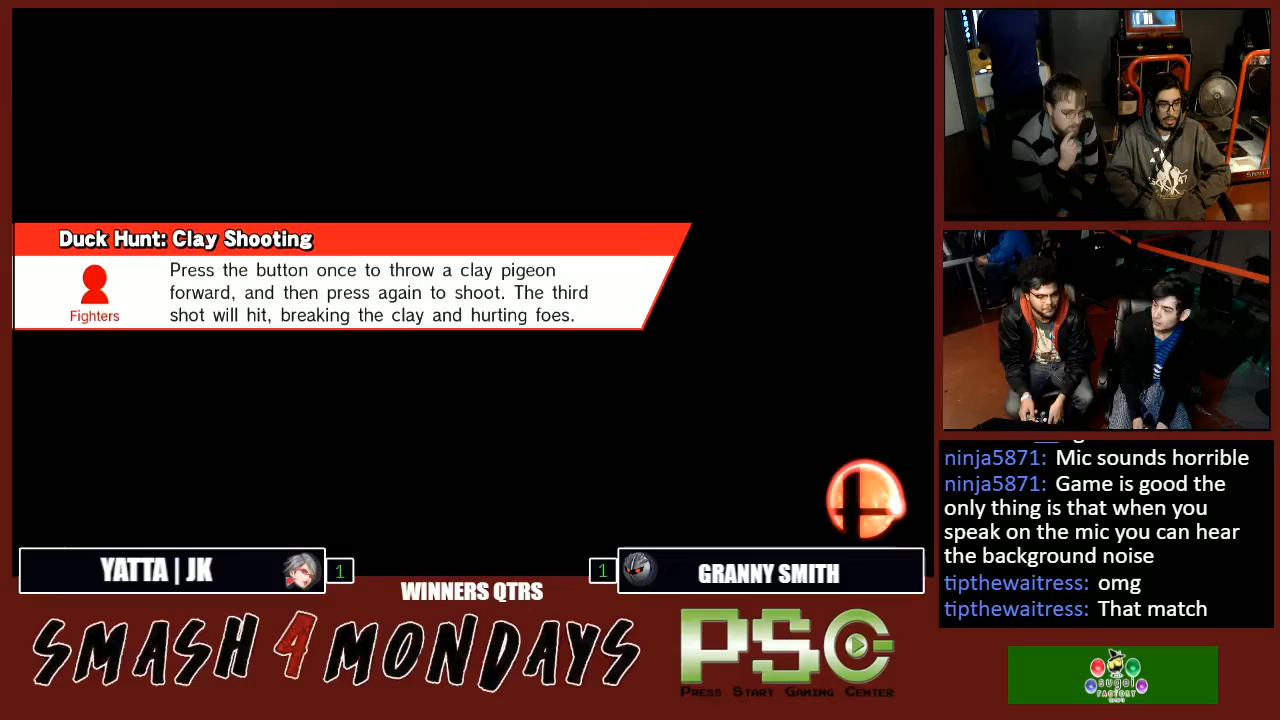 Duck Hunt: Clay Shooting
Press the button once to throw a clay pigeon
forward, and then press again to shoot. The third
shot will hit, breaking the clay and hurting foes.
Fighters
YATTA | JK
1
WINNERS QTRS
1
GRANNY SMITH
SMASH 4 MONDAYS
PSC
PRESS START GAMING CENTER
ninja5871: Mic sounds horrible
ninja5871: Game is good the
only thing is that when you
speak on the mic you can hear
the background noise
tipthewaitress: omg
tipthewaitress: That match
sugoi
FACTORY